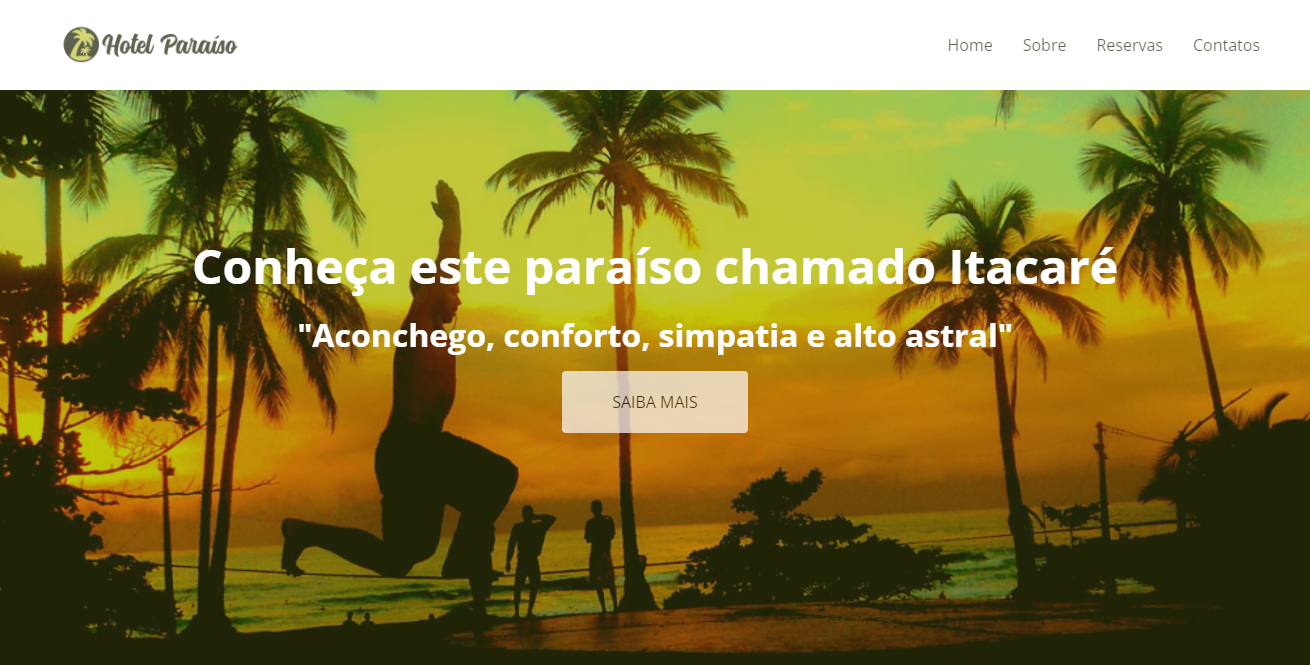 Hotel Paraíso
Home Sobre Reservas Contatos
Conheça este paraíso chamado Itacaré
"Aconchego, conforto, simpatia e alto astral"
SAIBA MAIS